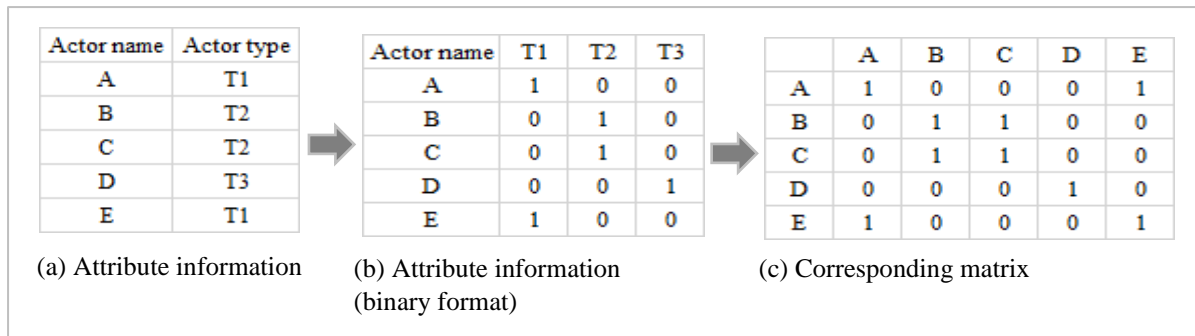 Actor name Actor type
A T1
B T2
C T2
D T3
E T1
(a) Attribute information
Actor name T1 T2 T3
A 1 0 0
B 0 1 0
C 0 1 0
D 0 0 1
E 1 0 0
(b) Attribute information
(binary format)
A B C D E
A 1 0 0 0 1
B 0 1 1 0 0
C 0 1 1 0 0
D 0 0 0 1 0
E 1 0 0 0 1
(c) Corresponding matrix